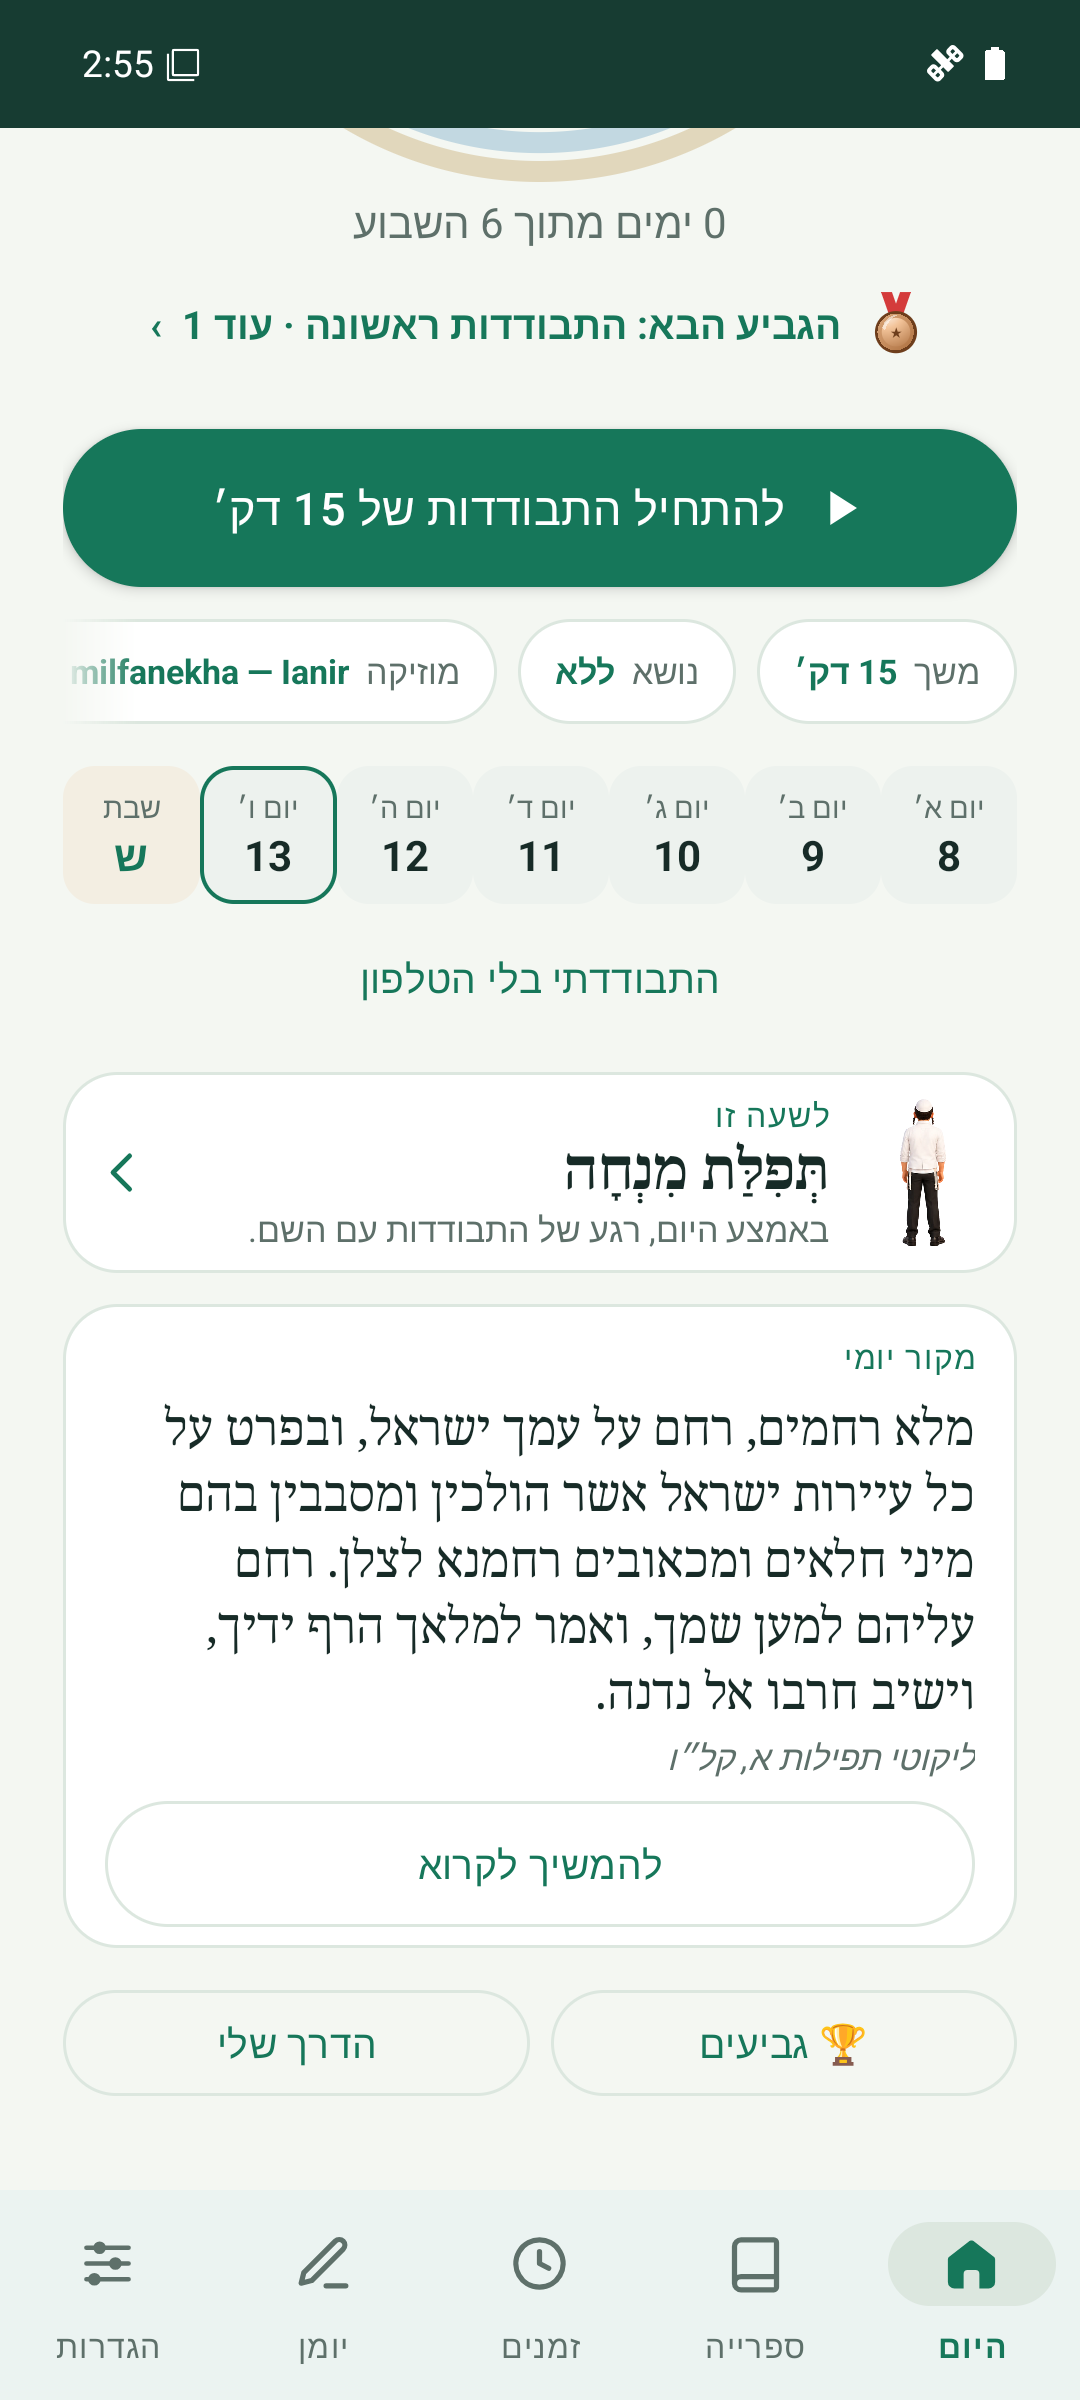 2:55
0 ימים מתוך 6 השבוע
הגביע הבא: התבודדות ראשונה · עוד 1 ›
להתחיל התבודדות של 15 דק׳
משך 15 דק׳
נושא ללא
מוזיקה milfanekha — Ianir
יום א׳ יום ב׳ יום ג׳ יום ד׳ יום ה׳ יום ו׳ שבת
8 9 10 11 12 13 ש
התבודדתי בלי הטלפון
לשעה זו
תְּפִלַּת מִנְחָה
באמצע היום, רגע של התבודדות עם השם.
מקור יומי
מלא רחמים, רחם על עמך ישראל, ובפרט על
כל עיירות ישראל אשר הולכין ומסבבין בהם
מיני חלאים ומכאובים רחמנא לצלן. רחם
עליהם למען שמך, ואמר למלאך הרף ידיך,
וישיב חרבו אל נדנה.
ליקוטי תפילות א, קל״ו
להמשיך לקרוא
גביעים
הדרך שלי
היום ספרייה זמנים יומן הגדרות